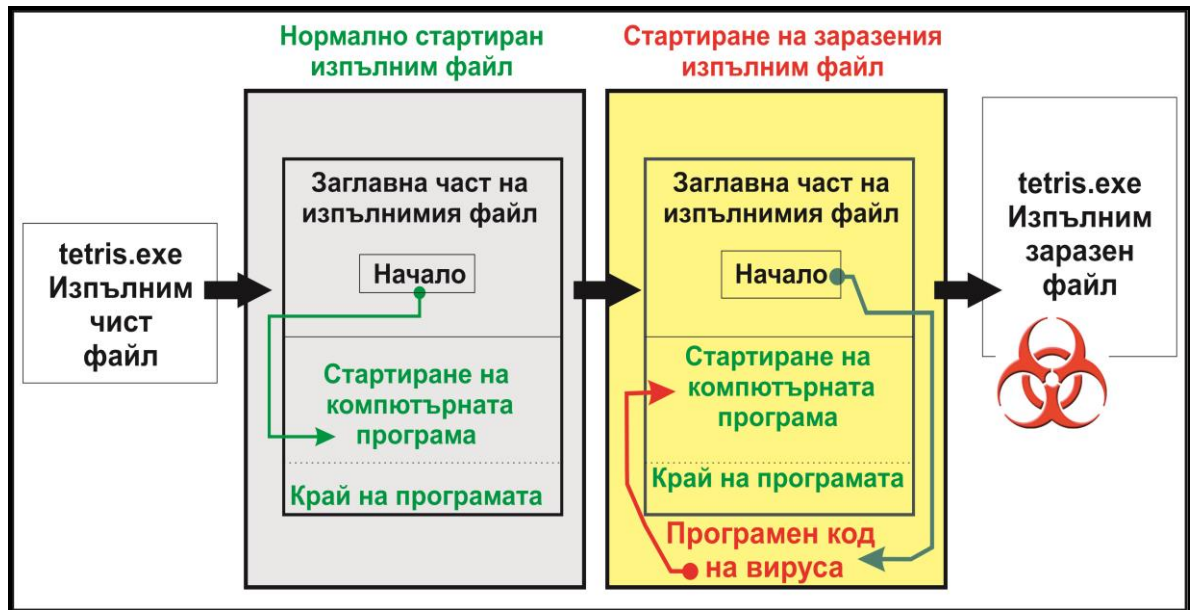 Нормално стартиран
изпълним файл
Стартиране на заразения
изпълним файл
tetris.exe
Изпълним
чист
файл
Заглавна част на
изпълнимия файл
Начало
Стартиране на
компютърната
програма
Край на програмата
Заглавна част на
изпълнимия файл
Начало
Стартиране на
компютърната
програма
Край на програмата
Програмен код
на вируса
tetris.exe
Изпълним
заразен
файл